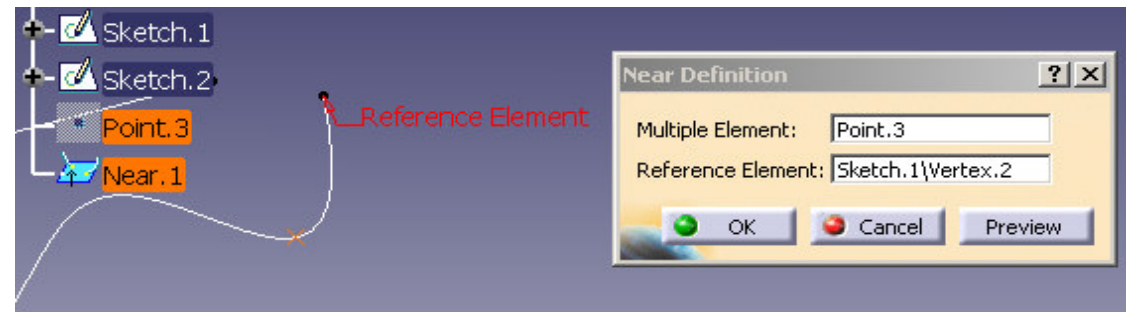 Sketch.1
Sketch.2
Point.3
Near.1
Reference Element
Near Definition
Multiple Element: Point.3
Reference Element: Sketch.1\Vertex.2
OK Cancel Preview